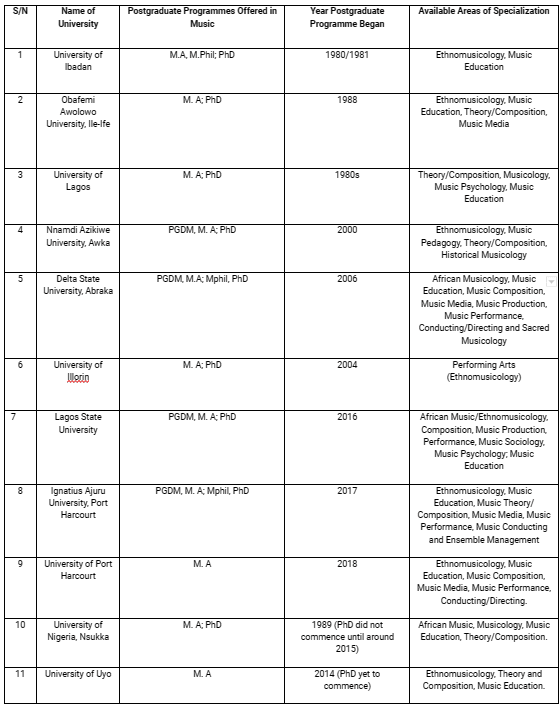 S/N Name of University Postgraduate Programmes Offered in Music Year Postgraduate Programme Began Available Areas of Specialization
1 University of Ibadan M.A, M.Phil; PhD 1980/1981 Ethnomusicology, Music Education
2 Obafemi Awolowo University, Ile-Ife M. A; PhD 1988 Ethnomusicology, Music Education, Theory/Composition, Music Media
3 University of Lagos M. A; PhD 1980s Theory/Composition, Musicology, Music Psychology, Music Education
4 Nnamdi Azikiwe University, Awka PGDM, M. A; PhD 2000 Ethnomusicology, Music Pedagogy, Theory/Composition, Historical Musicology
5 Delta State University, Abraka PGDM, M.A; Mphil, PhD 2006 African Musicology, Music Education, Music Composition, Music Media, Music Production, Music Performance, Conducting/Directing and Sacred Musicology
6 University of Illorin M. A; PhD 2004 Performing Arts (Ethnomusicology)
7 Lagos State University PGDM, M. A; PhD 2016 African Music/Ethnomusicology, Composition, Music Production, Performance, Music Sociology, Music Psychology; Music Education
8 Ignatius Ajuru University, Port Harcourt PGDM, M. A; Mphil, PhD 2017 Ethnomusicology, Music Education, Music Theory/ Composition, Music Media, Music Performance, Music Conducting and Ensemble Management
9 University of Port Harcourt M. A 2018 Ethnomusicology, Music Education, Music Composition, Music Media, Music Performance, Conducting/Directing.
10 University of Nigeria, Nsukka M. A; PhD 1989 (PhD did not commence until around 2015) African Music, Musicology, Music Education, Theory/Composition.
11 University of Uyo M. A 2014 (PhD yet to commence) Ethnomusicology, Theory and Composition, Music Education.